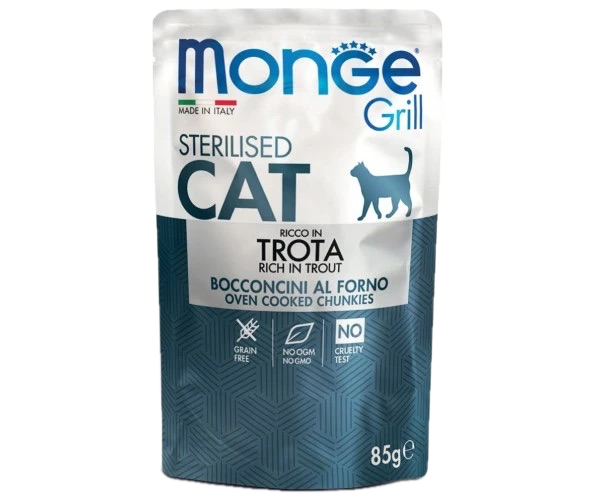 Monge
MADE IN ITALY
Grill
STERILISED
CAT
RICCO IN
TROTA
RICH IN TROUT
BOCCONCINI AL FORNO
OVEN COOKED CHUNKIES
GRAIN
FREE
NO OGM
NO GMO
NO
CRUELTY
TEST
85g℮